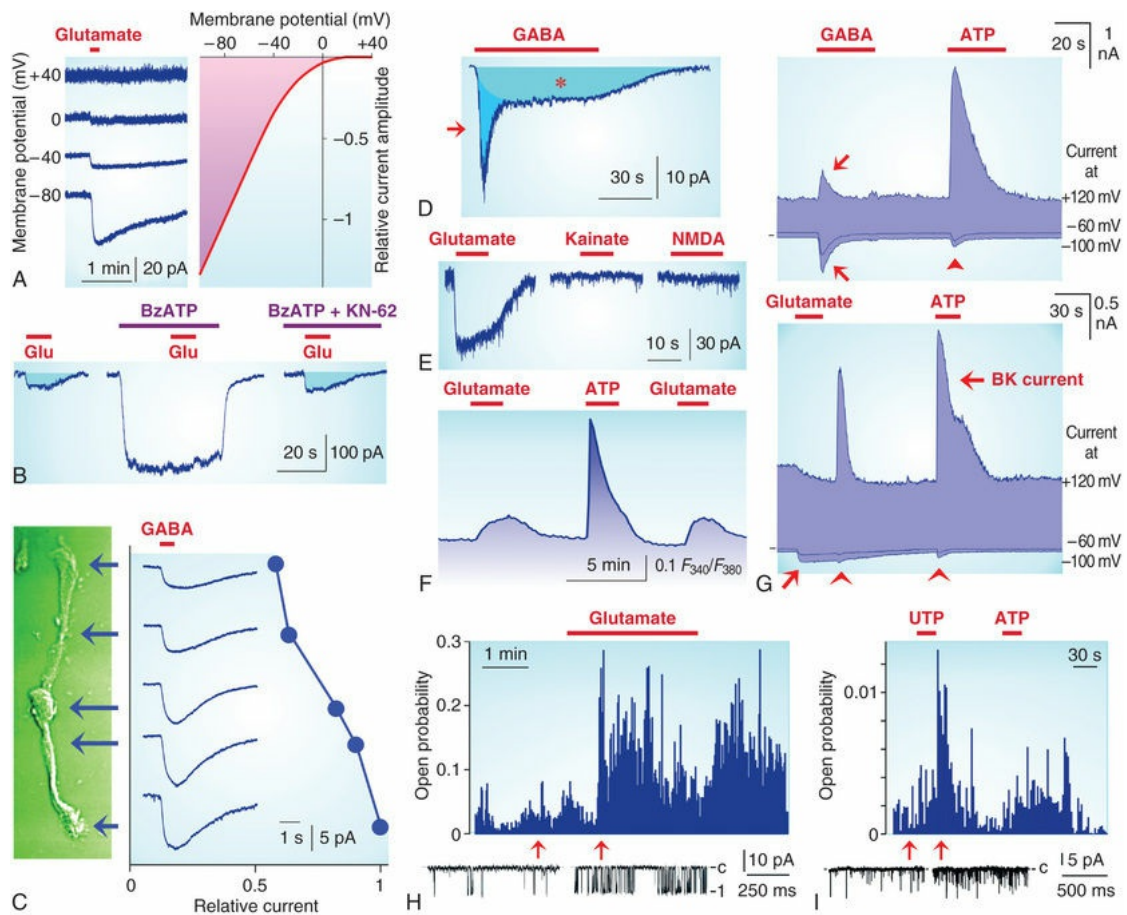 Glutamate
Membrane potential (mV)
+40
0
−40
−80
1 min
20 pA
A
Membrane potential (mV)
−80
−40
0
+40
−0.5
−1
Relative current amplitude
BzATP
BzATP + KN-62
Glu
Glu
Glu
20 s
100 pA
B
GABA
1 s
5 pA
0
0.5
1
Relative current
C
GABA
*
30 s
10 pA
D
Glutamate
Kainate
NMDA
10 s
30 pA
E
Glutamate
ATP
Glutamate
5 min
0.1 F340/F380
F
20 s
1
nA
GABA
ATP
Current
at
+120 mV
−60 mV
−100 mV
30 s
0.5
nA
Glutamate
ATP
BK current
Current
at
+120 mV
−60 mV
−100 mV
G
Glutamate
1 min
Open probability
0.3
0.2
0.1
0
c
1
10 pA
250 ms
H
UTP
ATP
30 s
Open probability
0.01
0
c
5 pA
500 ms
I